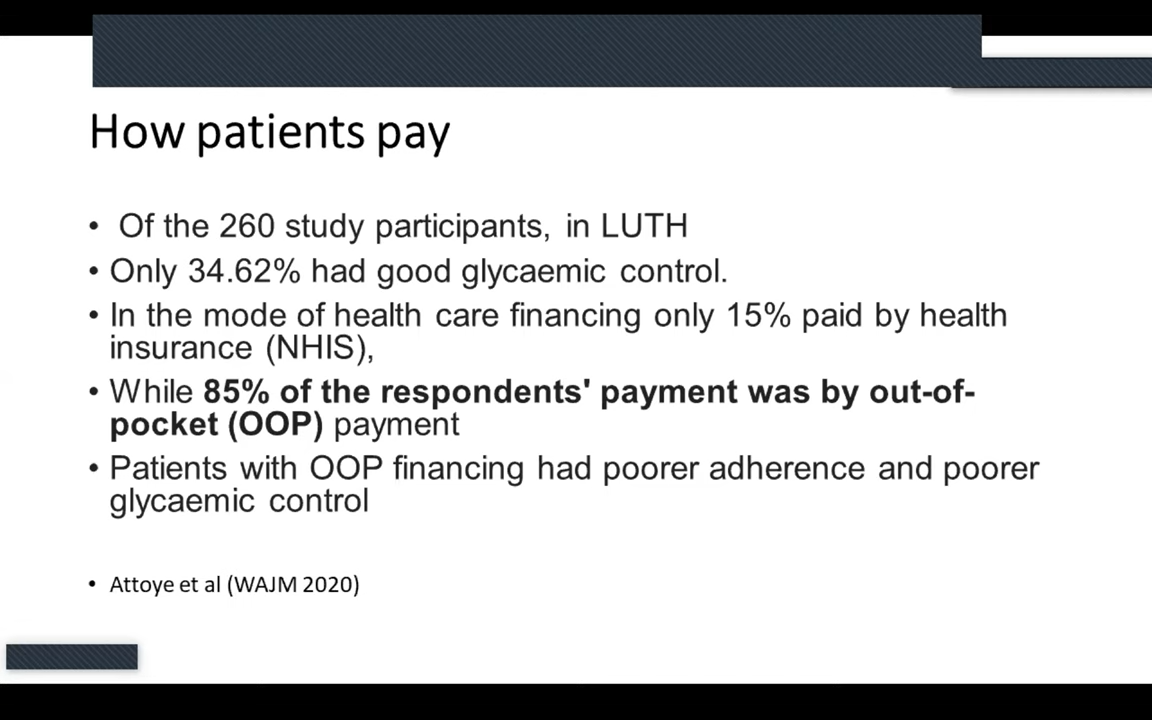 How patients pay
• Of the 260 study participants, in LUTH
• Only 34.62% had good glycaemic control.
• In the mode of health care financing only 15% paid by health
insurance (NHIS),
• While 85% of the respondents' payment was by out-of-
pocket (OOP) payment
• Patients with OOP financing had poorer adherence and poorer
glycaemic control
• Attoye et al (WAJM 2020)